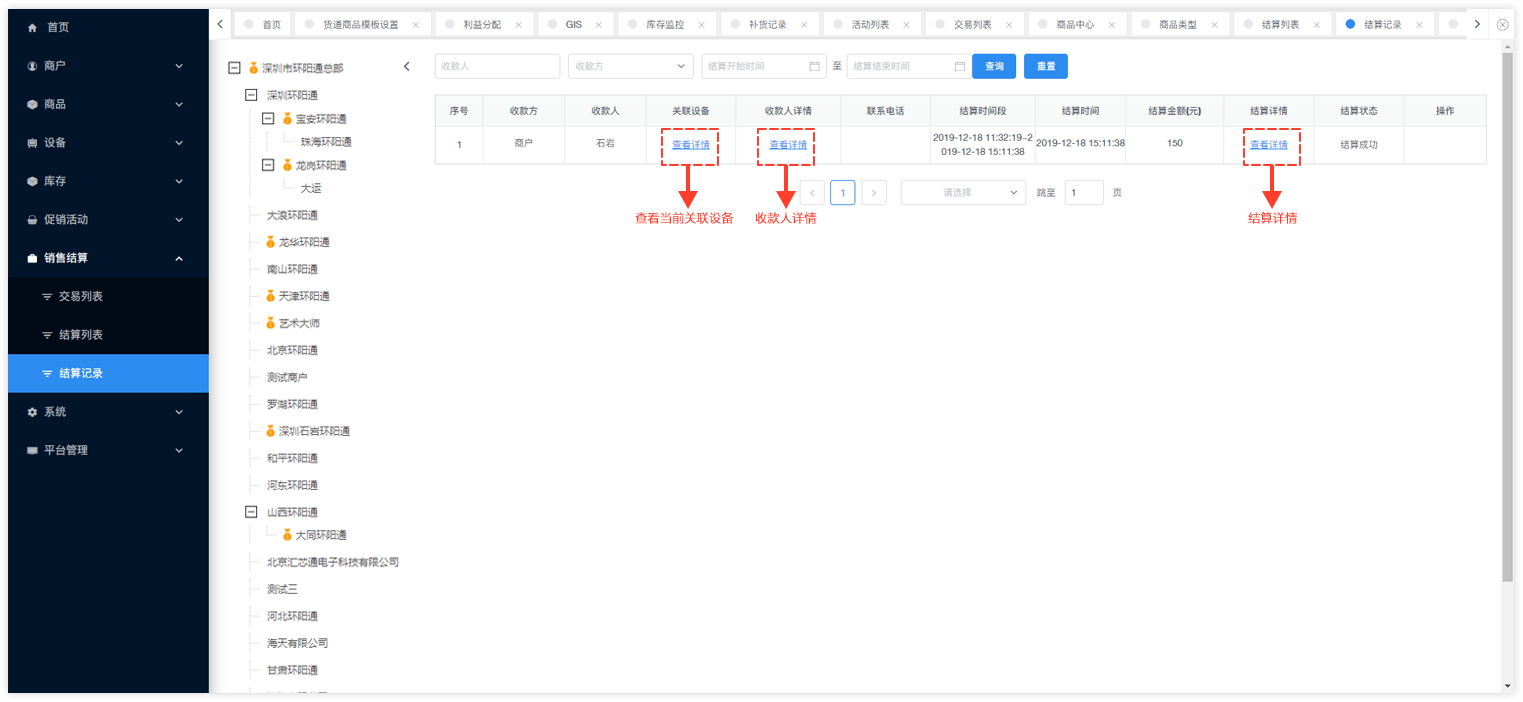 首页
商户
商品
设备
库存
促销活动
销售结算
交易列表
结算列表
结算记录
系统
平台管理
首页 货道商品模板设置 利益分配 GIS 库存监控 补货记录 活动列表 交易列表 商品中心 商品类型 结算列表 结算记录
深圳市环阳通总部
深圳环阳通
宝安环阳通
珠海环阳通
龙岗环阳通
大运
大浪环阳通
龙华环阳通
南山环阳通
天津环阳通
艺术大师
北京环阳通
测试商户
罗湖环阳通
深圳石岩环阳通
和平环阳通
河东环阳通
山西环阳通
大同环阳通
北京汇芯通电子科技有限公司
测试三
河北环阳通
海天有限公司
甘肃环阳通
收款人 收款方 结算开始时间 至 结算结束时间 查询 重置
序号 收款方 收款人 关联设备 收款人详情 联系电话 结算时间段 结算时间 结算金额(元) 结算详情 结算状态 操作
1 商户 石岩 查看详情 查看详情 2019-12-18 11:32:19~2019-12-18 15:11:38 2019-12-18 15:11:38 150 查看详情 结算成功
1 请选择 跳至 1 页
查看当前关联设备 收款人详情 结算详情